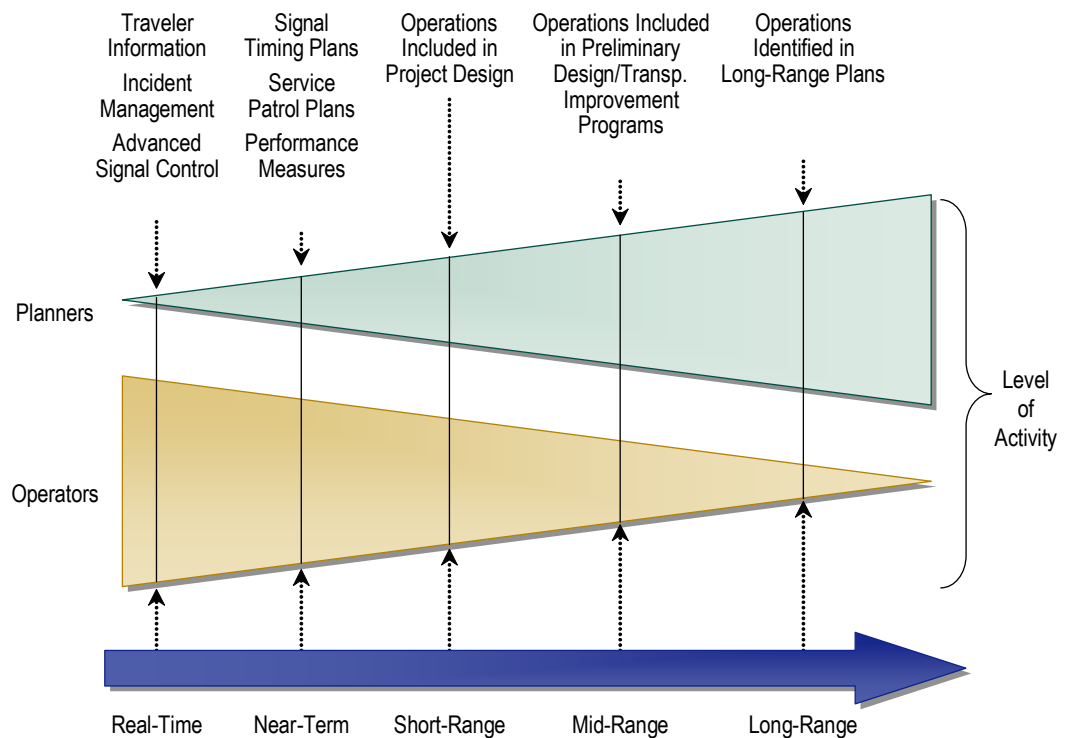 Traveler
Information
Incident
Management
Advanced
Signal Control
Signal
Timing Plans
Service
Patrol Plans
Performance
Measures
Operations
Included in
Project Design
Operations Included
in Preliminary
Design/Transp.
Improvement
Programs
Operations
Identified in
Long-Range Plans
Planners
Operators
Level
of
Activity
Real-Time
Near-Term
Short-Range
Mid-Range
Long-Range